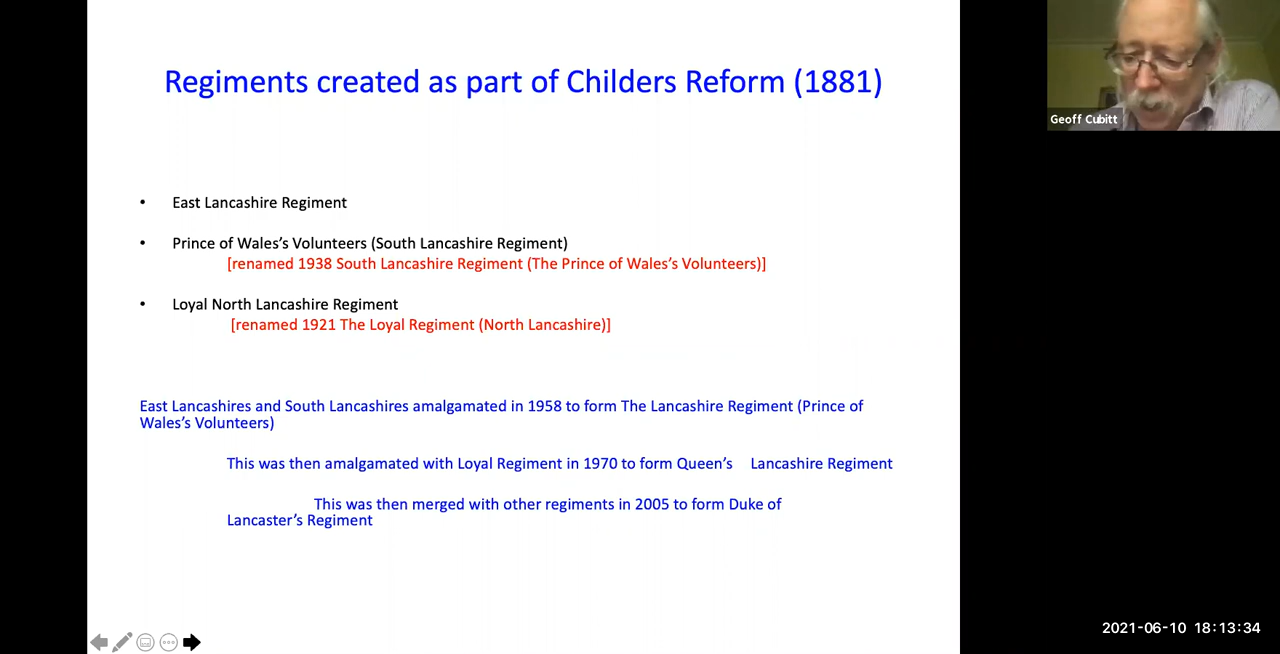 Regiments created as part of Childers Reform (1881)
• East Lancashire Regiment
• Prince of Wales’s Volunteers (South Lancashire Regiment)
[renamed 1938 South Lancashire Regiment (The Prince of Wales’s Volunteers)]
• Loyal North Lancashire Regiment
[renamed 1921 The Loyal Regiment (North Lancashire)]
East Lancashires and South Lancashires amalgamated in 1958 to form The Lancashire Regiment (Prince of
Wales’s Volunteers)
This was then amalgamated with Loyal Regiment in 1970 to form Queen’s Lancashire Regiment
This was then merged with other regiments in 2005 to form Duke of
Lancaster’s Regiment
Geoff Cubitt
2021-06-10 18:13:34